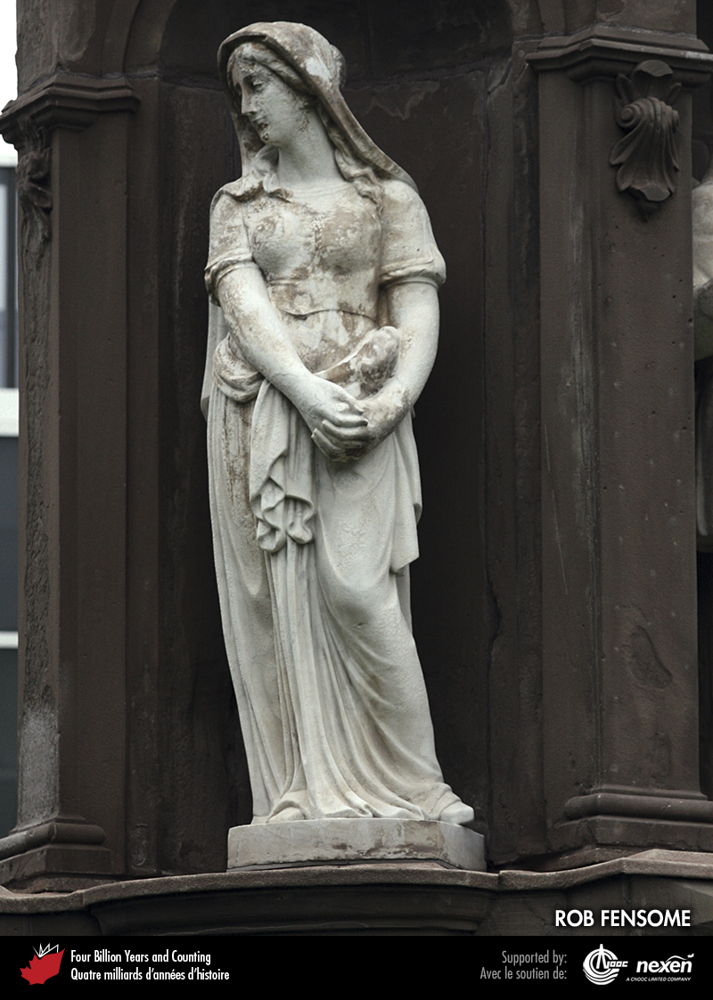 ROB FENSOME
Four Billion Years and Counting
Quatre milliards d'années d'histoire
Supported by:
Avec le soutien de:
CNOOC
nexen
A CNOOC LIMITED COMPANY